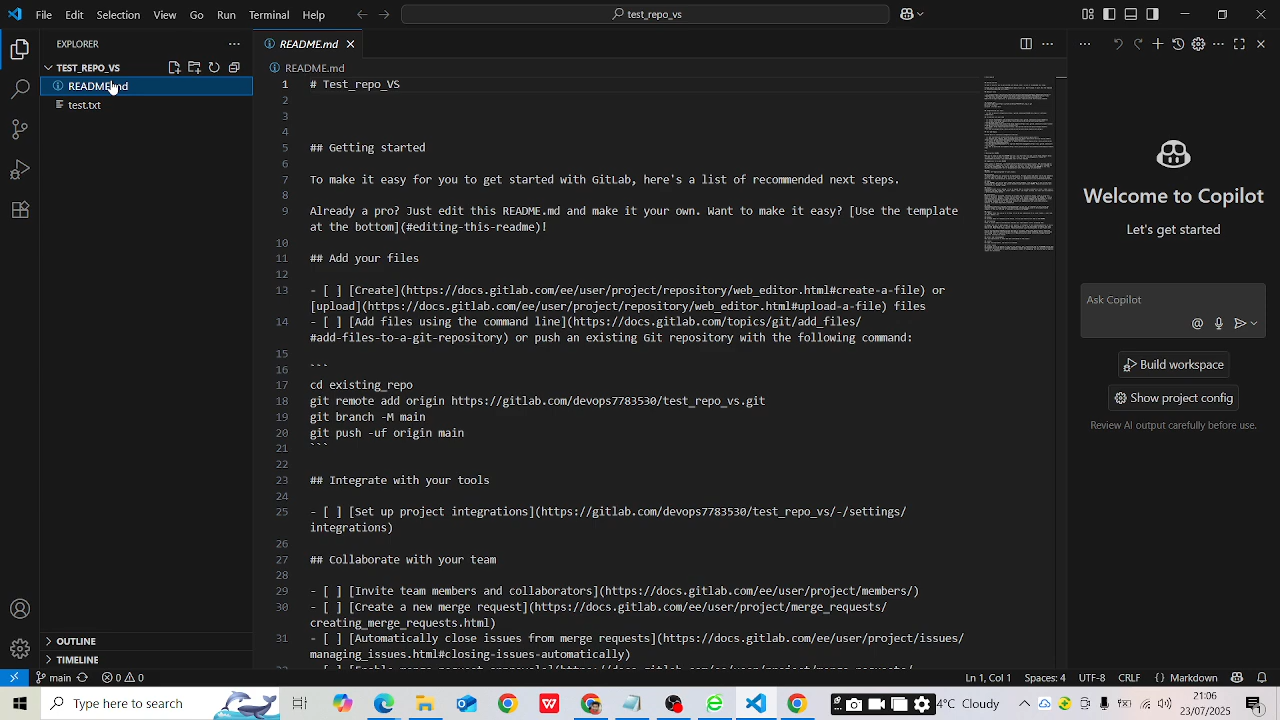 File Edit Selection View Go Run Terminal Help
test_repo_vs
EXPLORER
TEST_REPO_VS
README.md
test.txt
OUTLINE
TIMELINE
README.md
README.md
1 # Test_repo_VS
2
11 ## Add your files
12
13 - [ ] [Create](https://docs.gitlab.com/ee/user/project/repository/web_editor.html#create-a-file) or
[upload](https://docs.gitlab.com/ee/user/project/repository/web_editor.html#upload-a-file) files
14 - [ ] [Add files using the command line](https://docs.gitlab.com/topics/git/add_files/
#add-files-to-a-git-repository) or push an existing Git repository with the following command:
15
16 ```
17 cd existing_repo
18 git remote add origin https://gitlab.com/devops7783530/test_repo_vs.git
19 git branch -M main
20 git push -uf origin main
21 ```
22
23 ## Integrate with your tools
24
25 - [ ] [Set up project integrations](https://gitlab.com/devops7783530/test_repo_vs/-/settings/
integrations)
26
27 ## Collaborate with your team
28
29 - [ ] [Invite team members and collaborators](https://docs.gitlab.com/ee/user/project/members/)
30 - [ ] [Create a new merge request](https://docs.gitlab.com/ee/user/project/merge_requests/
creating_merge_requests.html)
31 - [ ] [Automatically close issues from merge requests](https://docs.gitlab.com/ee/user/project/issues/
managing_issues.html#closing-issues-automatically)
3 
4 ## Getting started
5
6 To make it easy for you to get started with GitLab, here's a list of recommended next steps.
7
8 Already a pro? Just edit this README.md and make it your own. Want to make it easy? [Use the template
at the bottom](#editing-this-readme)!
10
Welcome to Copilot
Let's get started
Ask Copilot
Build workspace
Show project config
Review AI output carefully before use.
main
0 0
Ln 1, Col 1 Spaces: 4 UTF-8 CRLF Markdown
Type here to search
Cloudy
21:06
23/07/2025